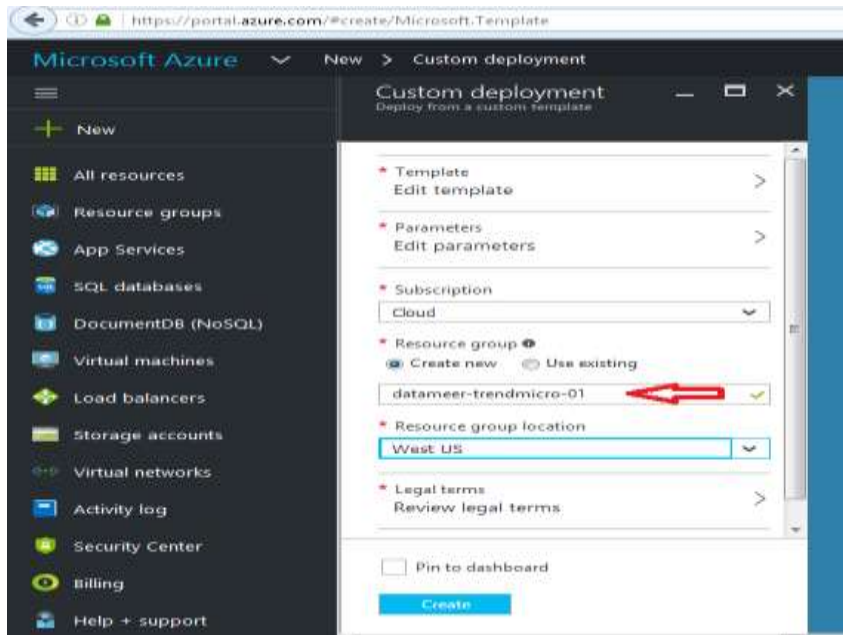 https://portal.azure.com/#create/Microsoft.Template
Microsoft Azure New > Custom deployment
New
All resources
Resource groups
App Services
SQL databases
DocumentDB (NoSQL)
Virtual machines
Load balancers
Storage accounts
Virtual networks
Activity log
Security Center
Billing
Help + support
Custom deployment
Deploy from a custom template
* Template
Edit template
* Parameters
Edit parameters
* Subscription
Cloud
* Resource group
Create new Use existing
datameer-trendmicro-01
* Resource group location
West US
* Legal terms
Review legal terms
Pin to dashboard
Create